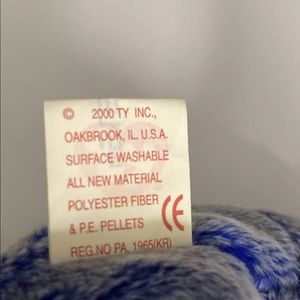 © 2000 TY INC.,
OAKBROOK, IL. U.S.A.
SURFACE WASHABLE
ALL NEW MATERIAL
POLYESTER FIBER
& P.E. PELLETS CE
REG.NO PA. 1965(KR)